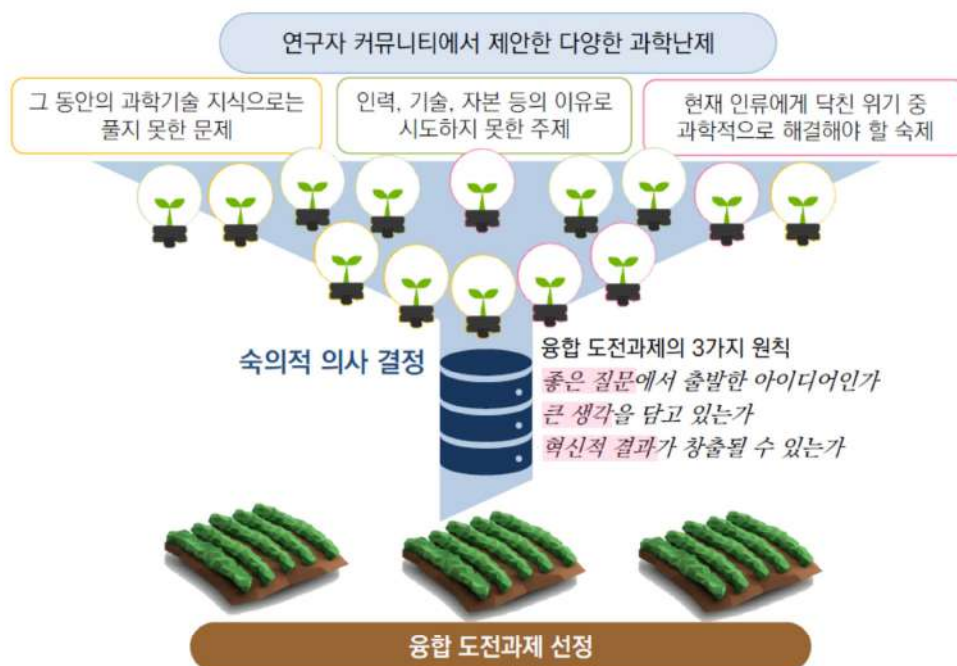 연구자 커뮤니티에서 제안한 다양한 과학난제
그 동안의 과학기술 지식으로는
풀지 못한 문제
인력, 기술, 자본 등의 이유로
시도하지 못한 주제
현재 인류에게 닥친 위기 중
과학적으로 해결해야 할 숙제
숙의적 의사 결정
융합 도전과제의 3가지 원칙
좋은 질문에서 출발한 아이디어인가
큰 생각을 담고 있는가
혁신적 결과가 창출될 수 있는가
융합 도전과제 선정